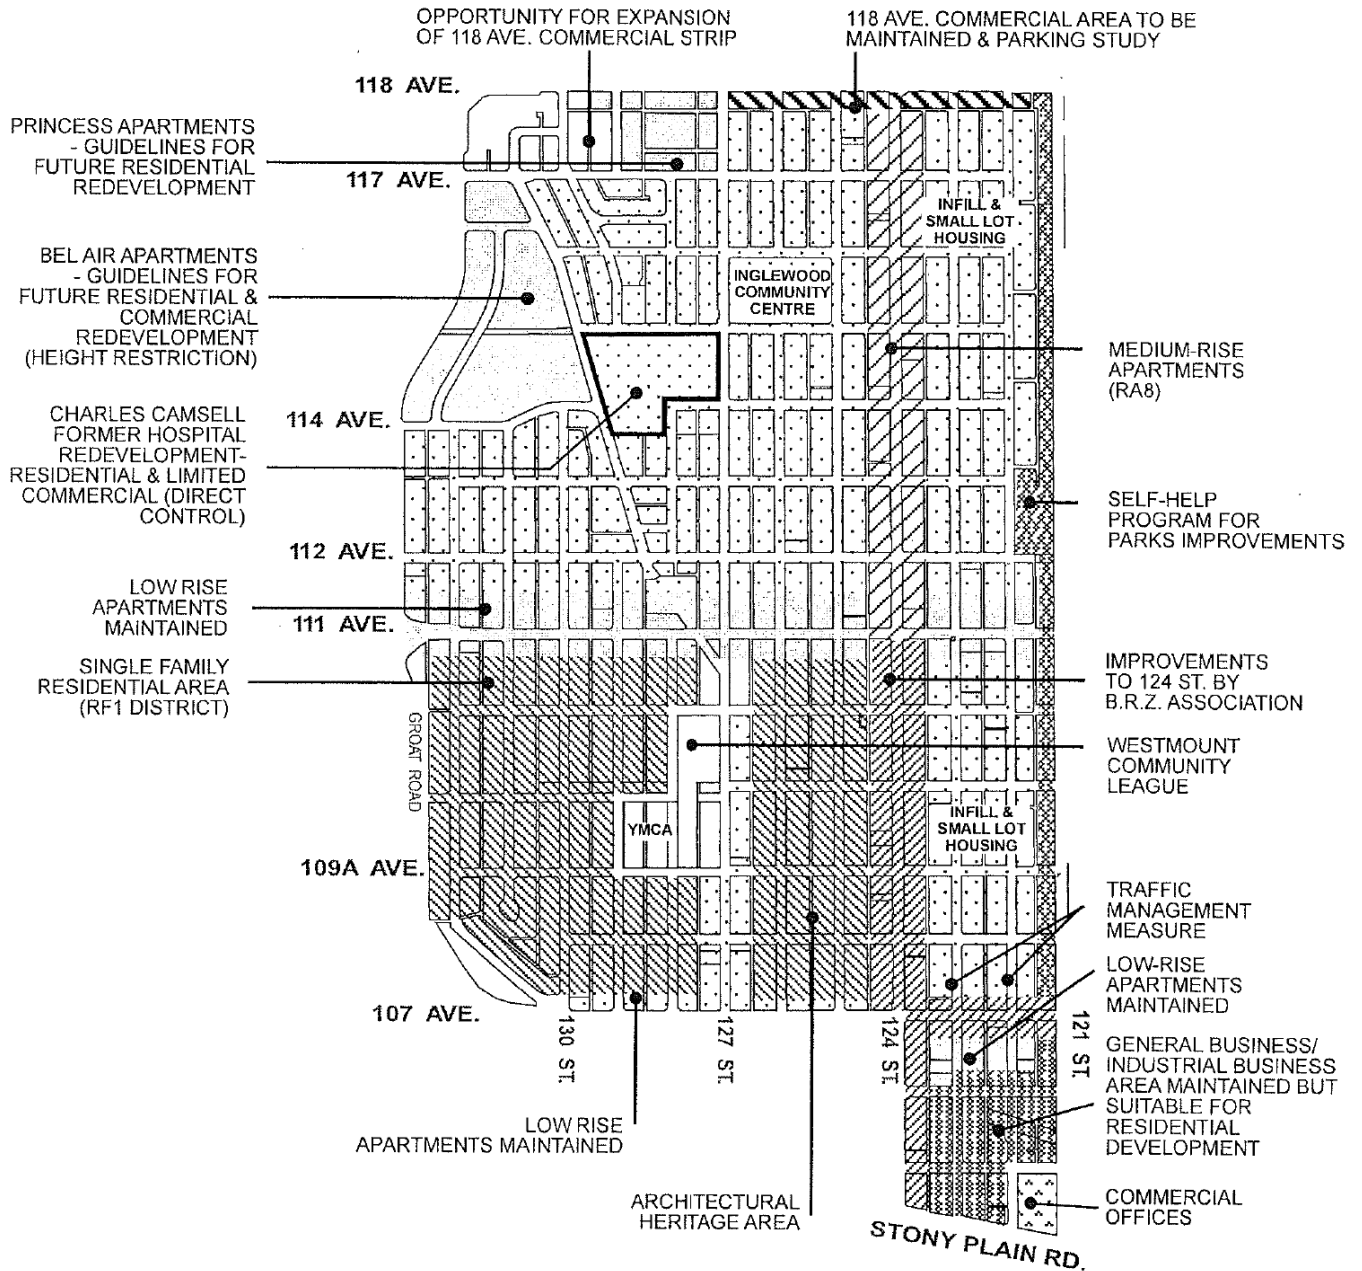 OPPORTUNITY FOR EXPANSION
OF 118 AVE. COMMERCIAL STRIP
118 AVE. COMMERCIAL AREA TO BE
MAINTAINED & PARKING STUDY
118 AVE.
PRINCESS APARTMENTS
- GUIDELINES FOR
FUTURE RESIDENTIAL
REDEVELOPMENT
117 AVE.
INFILL &
SMALL LOT
HOUSING
BEL AIR APARTMENTS
- GUIDELINES FOR
FUTURE RESIDENTIAL &
COMMERCIAL
REDEVELOPMENT
(HEIGHT RESTRICTION)
INGLEWOOD
COMMUNITY
CENTRE
MEDIUM-RISE
APARTMENTS
(RA8)
114 AVE.
CHARLES CAMSELL
FORMER HOSPITAL
REDEVELOPMENT-
RESIDENTIAL & LIMITED
COMMERCIAL (DIRECT
CONTROL)
SELF-HELP
PROGRAM FOR
PARKS IMPROVEMENTS
112 AVE.
LOW RISE
APARTMENTS
MAINTAINED
111 AVE.
SINGLE FAMILY
RESIDENTIAL AREA
(RF1 DISTRICT)
IMPROVEMENTS
TO 124 ST. BY
B.R.Z. ASSOCIATION
GROAT ROAD
WESTMOUNT
COMMUNITY
LEAGUE
YMCA
INFILL &
SMALL LOT
HOUSING
109A AVE.
TRAFFIC
MANAGEMENT
MEASURE
LOW-RISE
APARTMENTS
MAINTAINED
107 AVE.
130 ST.
127 ST.
124 ST.
121 ST.
GENERAL BUSINESS/
INDUSTRIAL BUSINESS
AREA MAINTAINED BUT
SUITABLE FOR
RESIDENTIAL
DEVELOPMENT
LOW RISE
APARTMENTS MAINTAINED
ARCHITECTURAL
HERITAGE AREA
COMMERCIAL
OFFICES
STONY PLAIN RD.